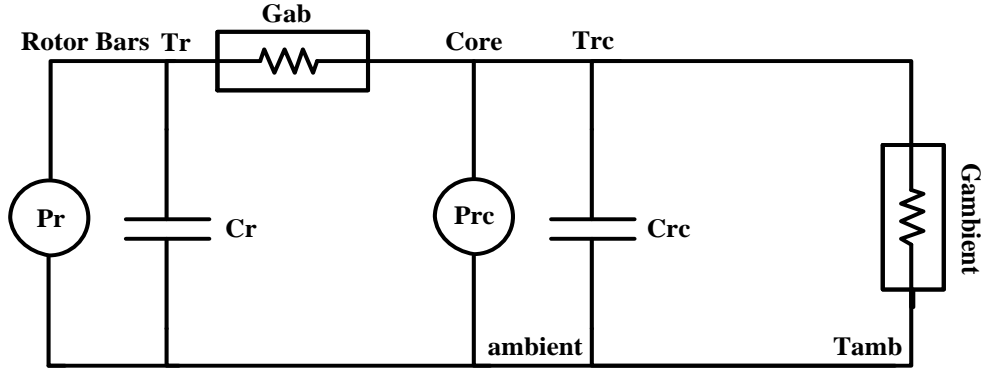 Gab
Rotor Bars Tr
Core
Trc
Pr
Cr
Prc
Crc
Gambient
ambient
Tamb